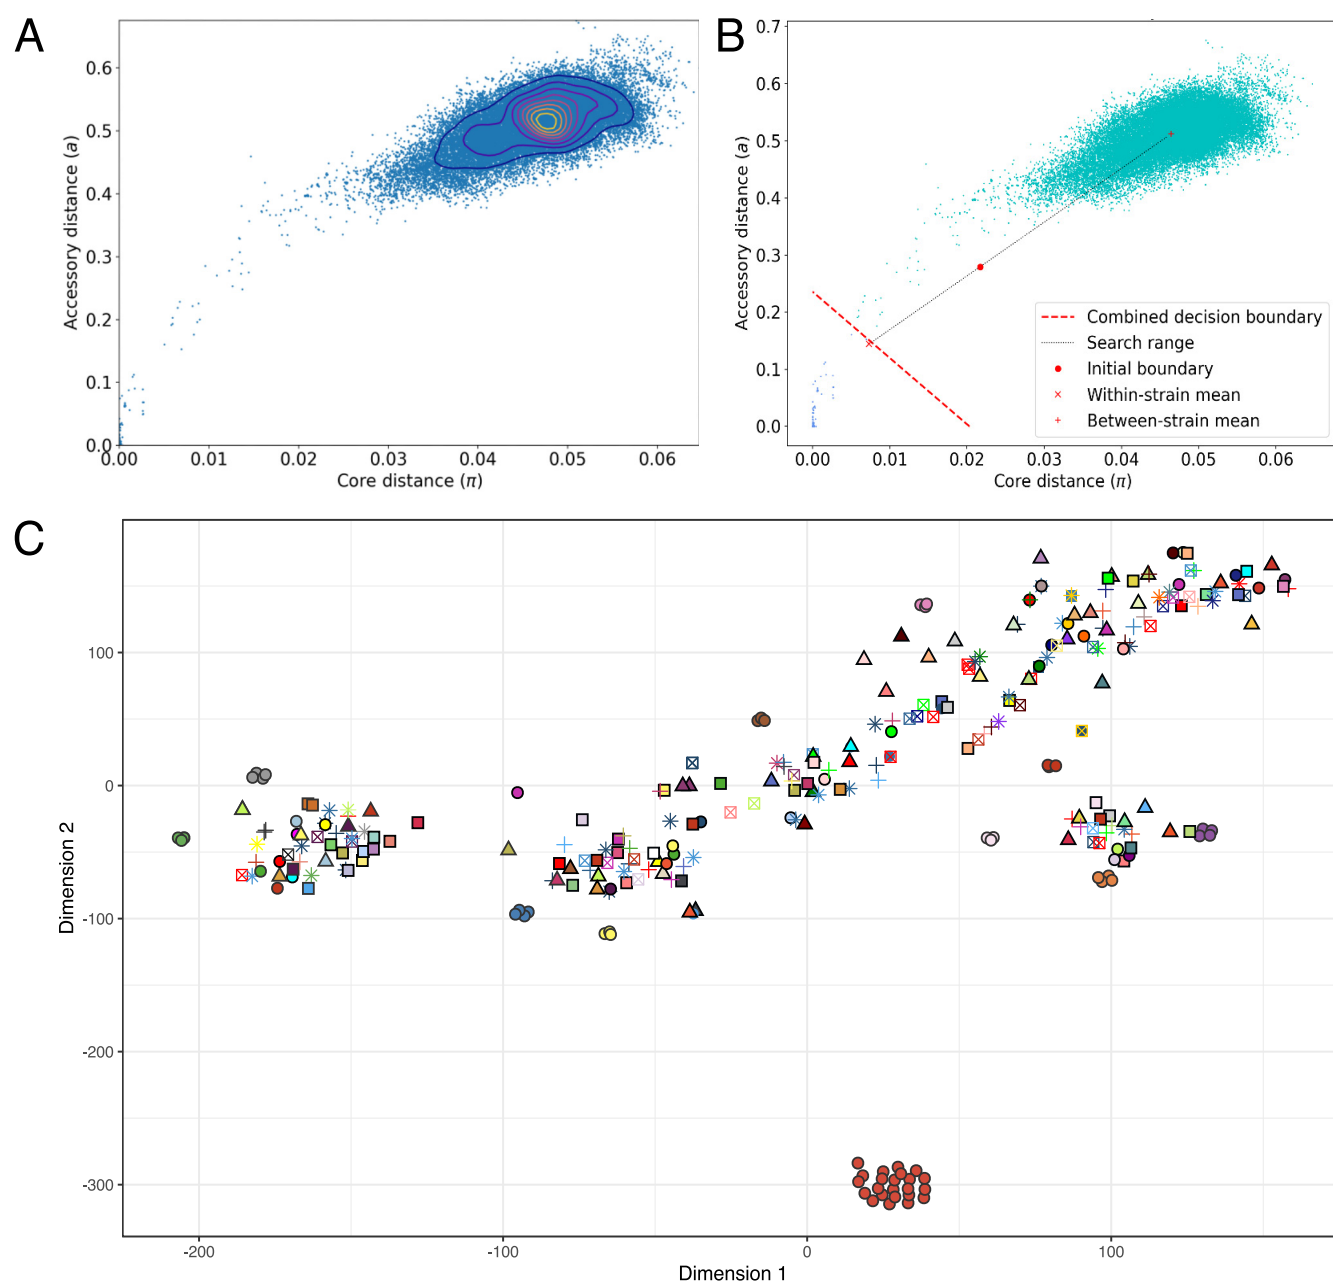 A
0.6
0.5
0.4
0.3
0.2
0.1
0.0
Accessory distance (a)
0.00 0.01 0.02 0.03 0.04 0.05 0.06
Core distance (π)
B
0.7
0.6
0.5
0.4
0.3
0.2
0.1
0.0
Accessory distance (a)
Combined decision boundary
Search range
Initial boundary
Within-strain mean
Between-strain mean
0.00 0.01 0.02 0.03 0.04 0.05 0.06
Core distance (π)
C
100
0
-100
-200
-300
Dimension 2
-200 -100 0 100
Dimension 1